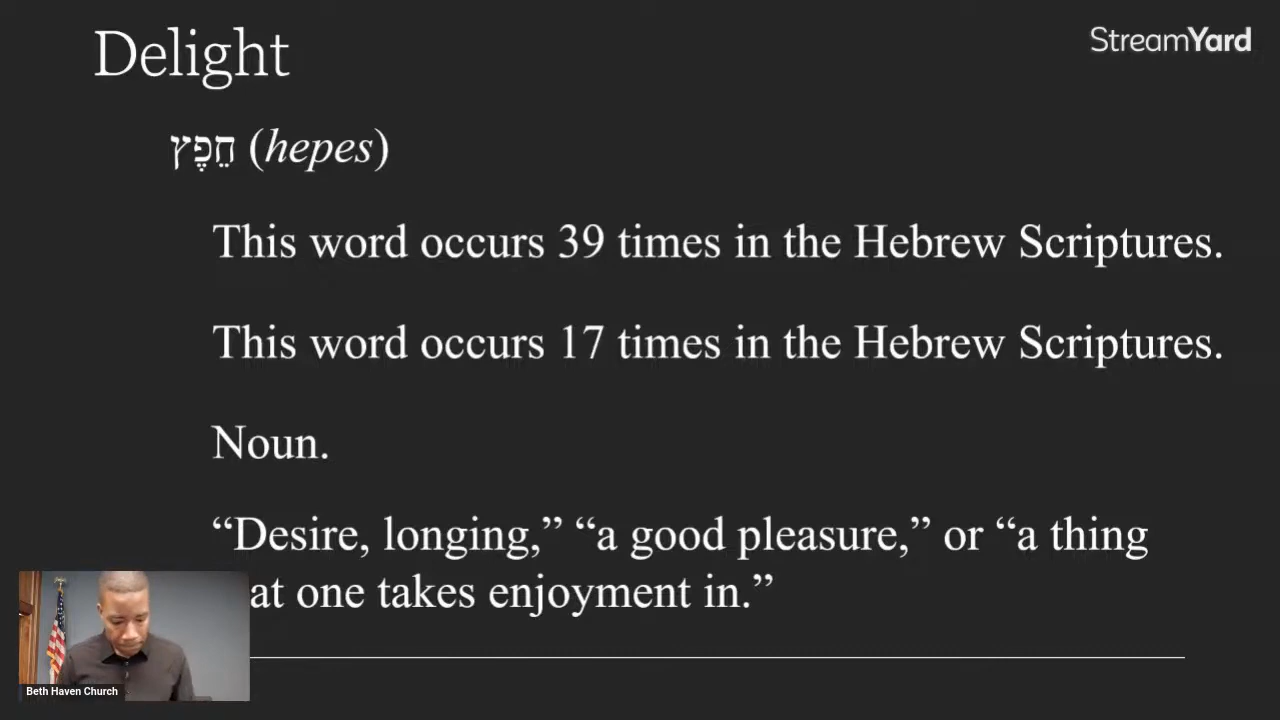 Delight
StreamYard
חֵפֶץ (hepes)
This word occurs 39 times in the Hebrew Scriptures.
This word occurs 17 times in the Hebrew Scriptures.
Noun.
“Desire, longing,” “a good pleasure,” or “a thing
at one takes enjoyment in.”
Beth Haven Church